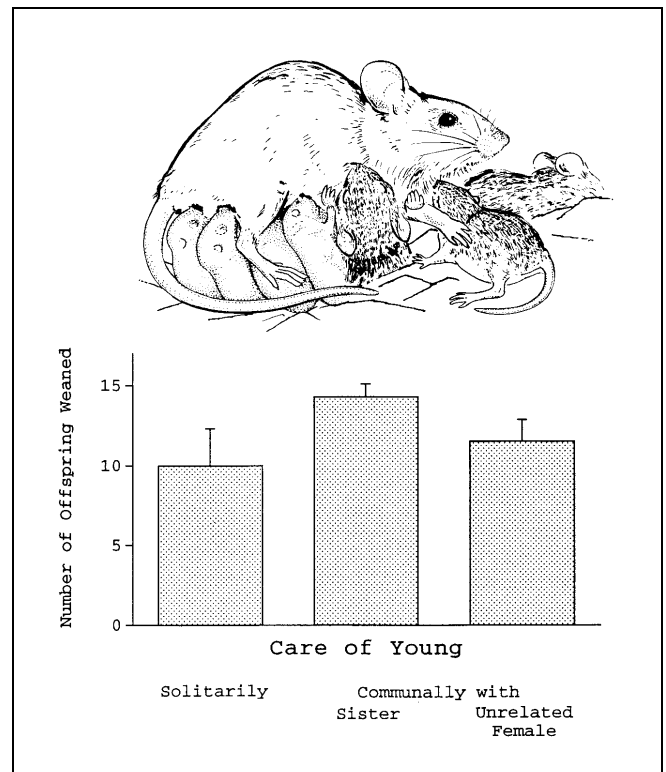 Number of Offspring Weaned
15
10
5
0
Care of Young
Solitarily
Communally with
Sister
Unrelated
Female